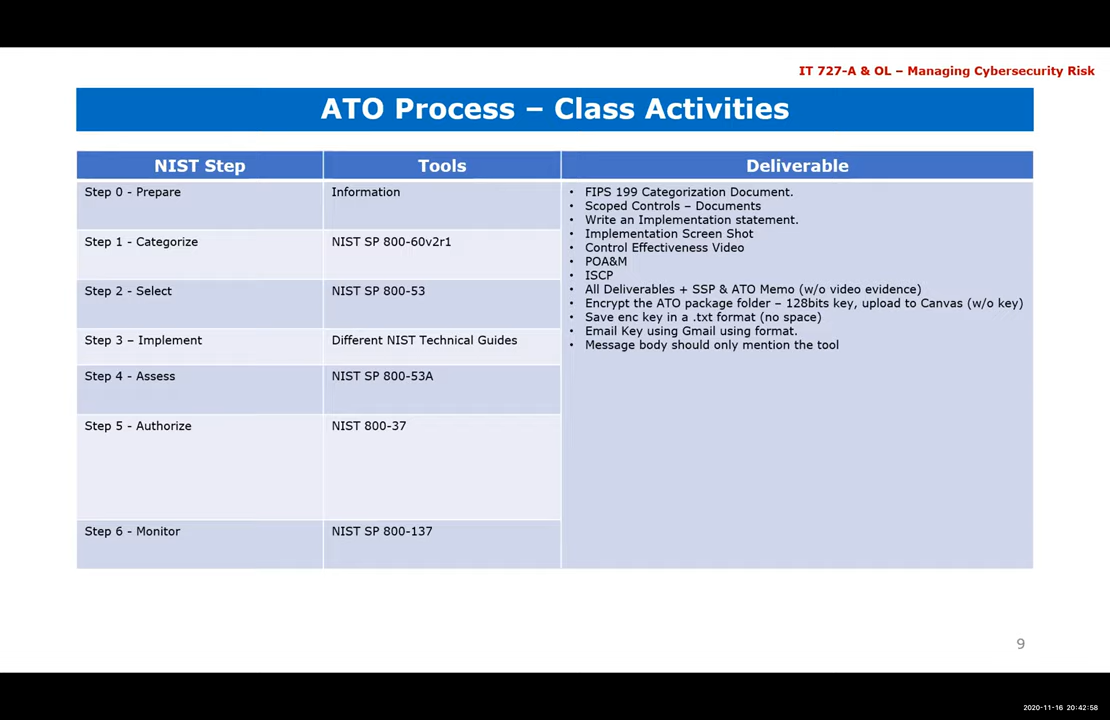 IT 727-A & OL – Managing Cybersecurity Risk
ATO Process – Class Activities
NIST Step
Tools
Deliverable
Step 0 - Prepare
Information
Step 1 - Categorize
NIST SP 800-60v2r1
Step 2 - Select
NIST SP 800-53
Step 3 – Implement
Different NIST Technical Guides
Step 4 - Assess
NIST SP 800-53A
Step 5 - Authorize
NIST 800-37
Step 6 - Monitor
NIST SP 800-137
• FIPS 199 Categorization Document.
• Scoped Controls – Documents
• Write an Implementation statement.
• Implementation Screen Shot
• Control Effectiveness Video
• POA&M
• ISCP
• All Deliverables + SSP & ATO Memo (w/o video evidence)
• Encrypt the ATO package folder – 128bits key, upload to Canvas (w/o key)
• Save enc key in a .txt format (no space)
• Email Key using Gmail using format.
• Message body should only mention the tool
9
2020-11-16 20:42:58